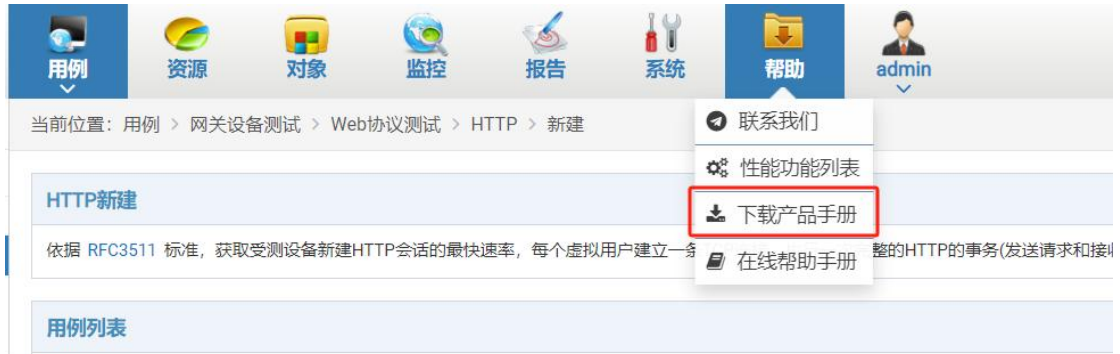 用例 资源 对象 监控 报告 系统 帮助 admin
当前位置：用例 > 网关设备测试 > Web协议测试 > HTTP > 新建
联系我们
性能功能列表
下载产品手册
在线帮助手册
HTTP新建
依据 RFC3511 标准，获取受测设备新建HTTP会话的最快速率，每个虚拟用户建立一
整的HTTP的事务(发送请求和接
用例列表